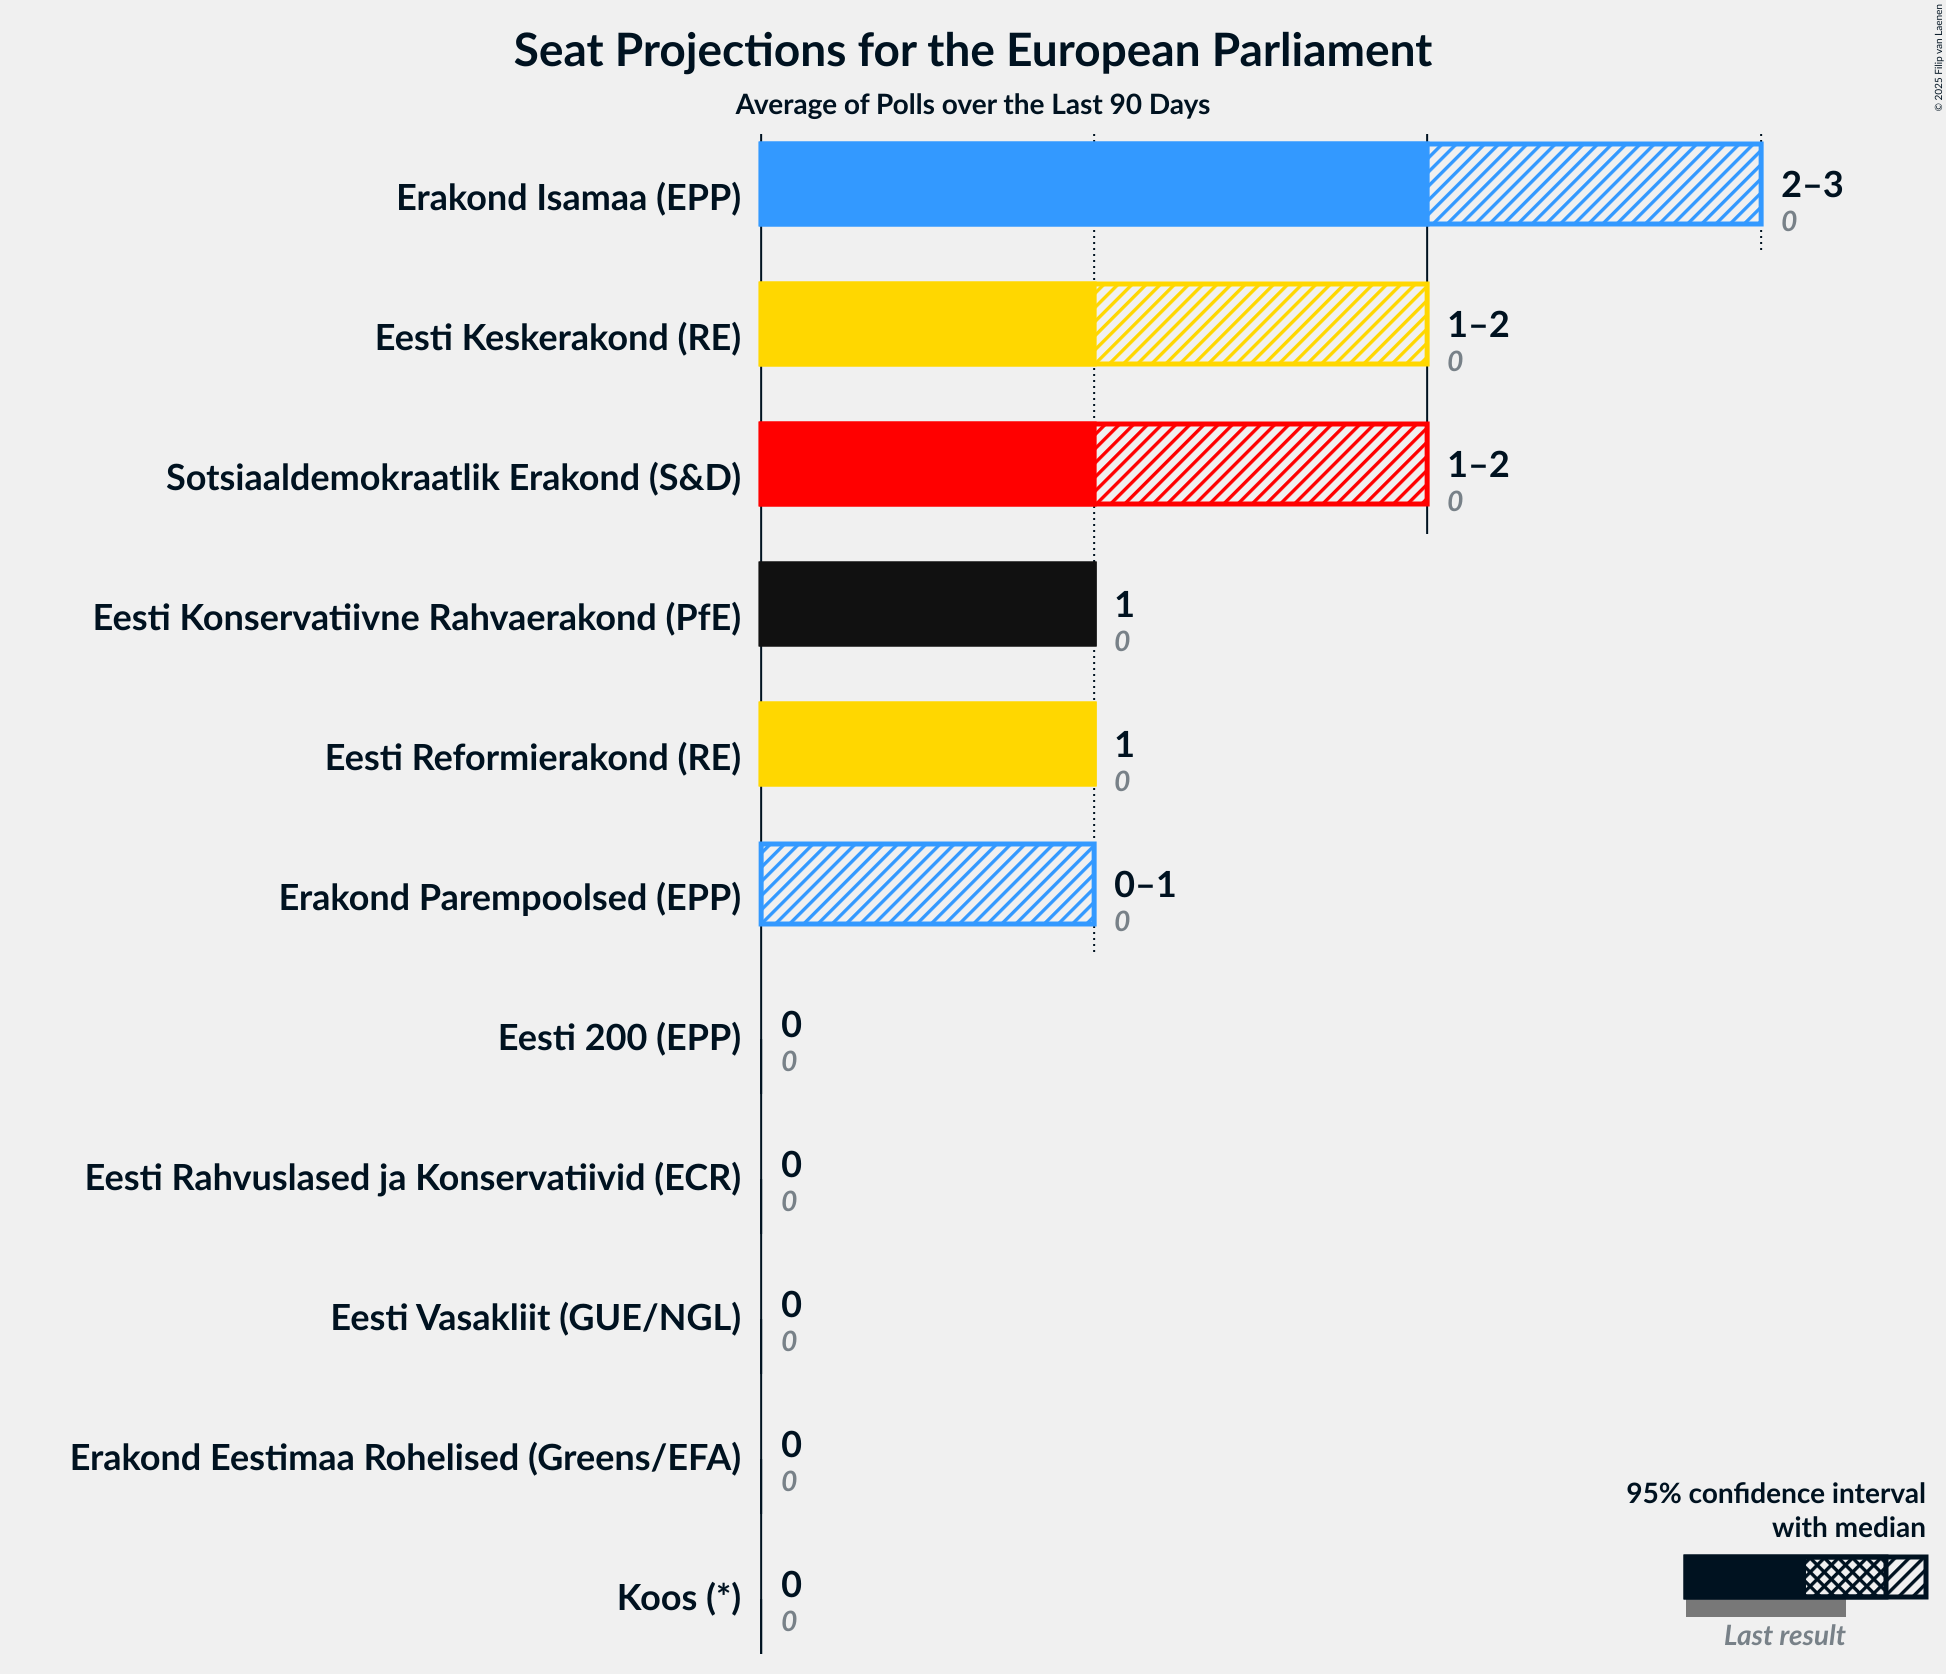 Seat Projections for the European Parliament
Average of Polls over the Last 90 Days
© 2025 Filip van Laenen
Erakond Isamaa (EPP)
2–3
0
Eesti Keskerakond (RE)
1–2
0
Sotsiaaldemokraatlik Erakond (S&D)
1–2
0
Eesti Konservatiivne Rahvaerakond (PfE)
1
0
Eesti Reformierakond (RE)
1
0
Erakond Parempoolsed (EPP)
0–1
0
Eesti 200 (EPP)
0
0
Eesti Rahvuslased ja Konservatiivid (ECR)
0
0
Eesti Vasakliit (GUE/NGL)
0
0
Erakond Eestimaa Rohelised (Greens/EFA)
0
0
Koos (*)
0
0
95% confidence interval
with median
Last result